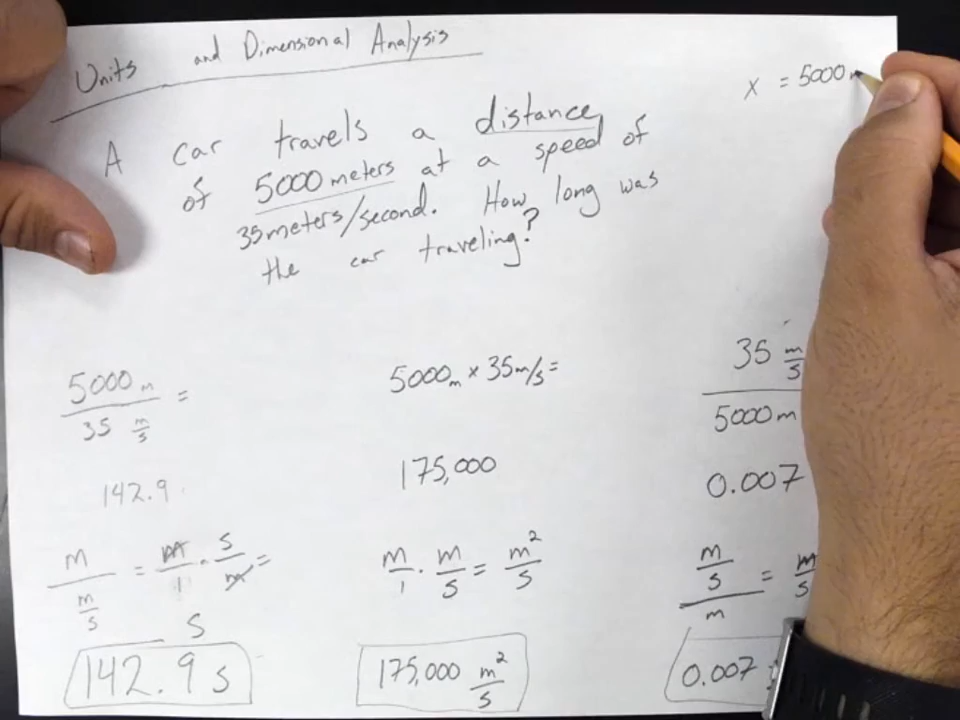 Units and Dimensional Analysis
x = 5000 m
A car travels a distance
of 5000 meters at a speed of
35 meters/second. How long was
the car traveling?
5000 m / 35 m/s =
5000 m × 35 m/s =
35 m/s / 5000 m
142.9
175,000
0.007
m / m/s = m/1 · s/m =
s
m/1 · m/s = m²/s
m/s / m = m/s
142.9 s
175,000 m²/s
0.007